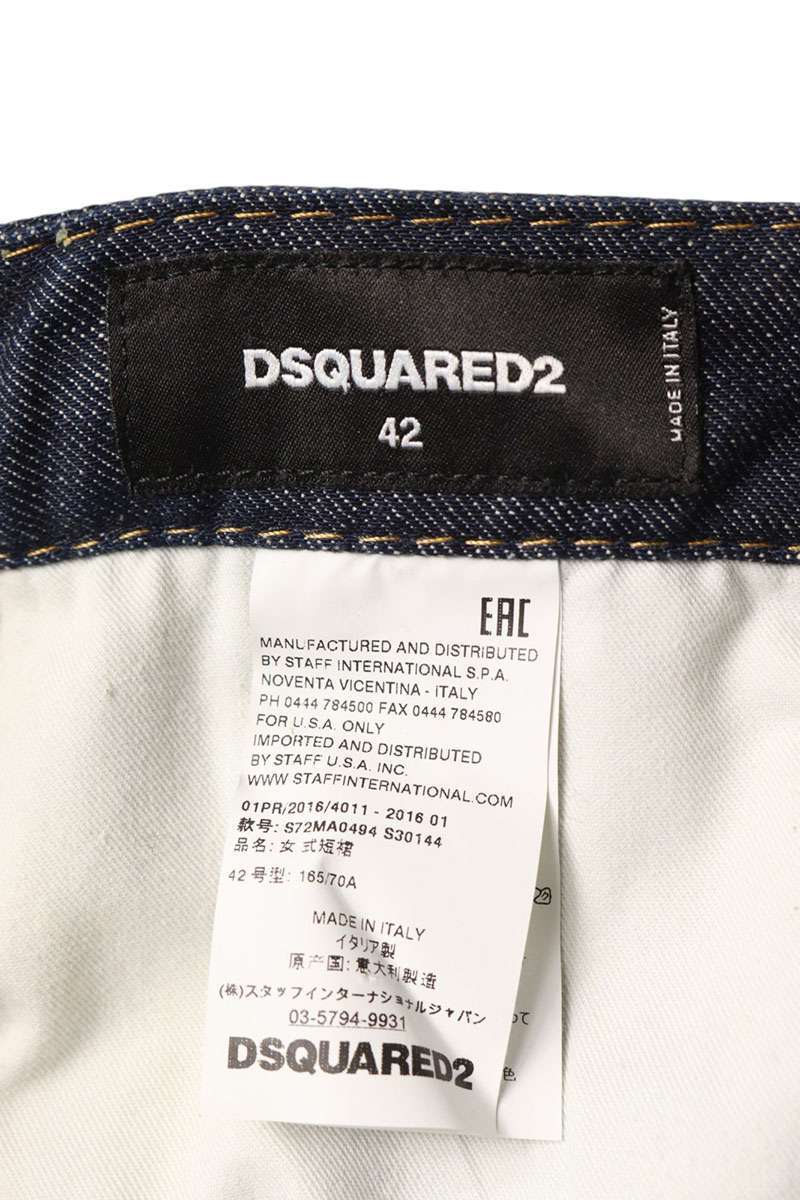 DSQUARED2
42
MADE IN ITALY
EAC
MANUFACTURED AND DISTRIBUTED
BY STAFF INTERNATIONAL S.P.A.
NOVENTA VICENTINA - ITALY
PH 0444 784500 FAX 0444 784580
FOR U.S.A. ONLY
IMPORTED AND DISTRIBUTED
BY STAFF U.S.A. INC.
WWW STAFFINTERNATIONAL.COM
01PR/2016/4011 - 2016 01
款号: S72MA0494 S30144
品名: 女式短裙
42 号型: 165/70A
MADE IN ITALY
イタリア製
原产国: 意大利製造
(株)スタッフインターナショナルジャパン
03-5794-9931
DSQUARED2
って
色